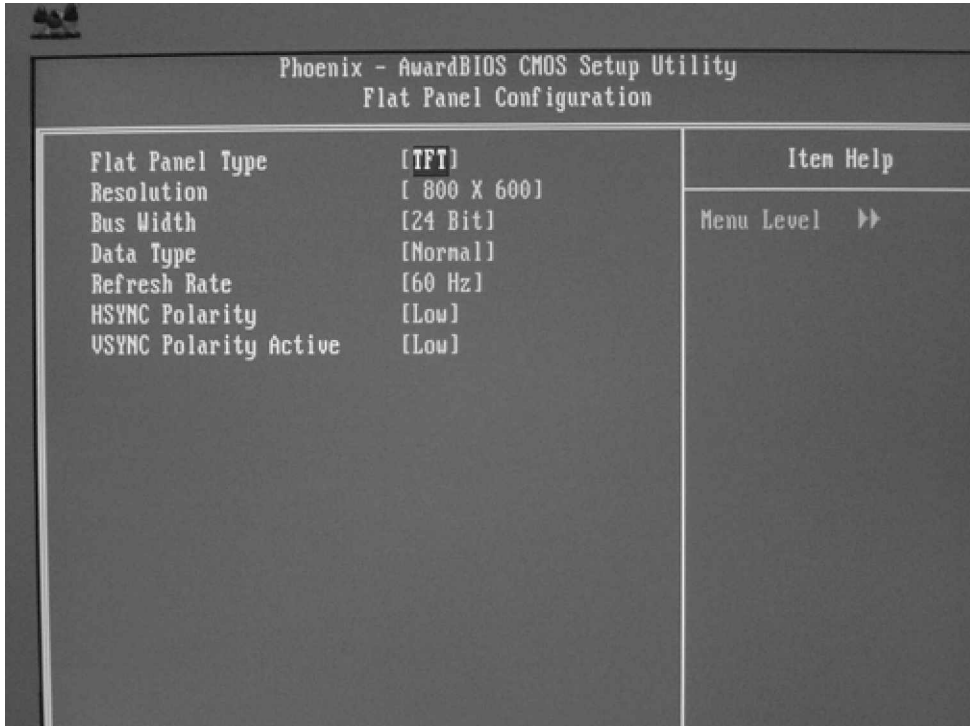 Phoenix - AwardBIOS CMOS Setup Utility
Flat Panel Configuration
Flat Panel Type [TFT]
Resolution [ 800 X 600]
Bus Width [24 Bit]
Data Type [Normal]
Refresh Rate [60 Hz]
HSYNC Polarity [Low]
VSYNC Polarity Active [Low]
Item Help
Menu Level ▶▶